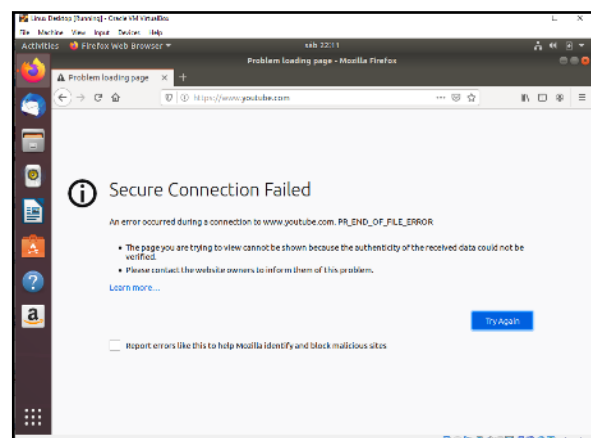 Linux Desktop [Running] - Oracle VM VirtualBox
File Machine View Input Devices Help
Activities Firefox Web Browser sáb 22:11
Problem loading page - Mozilla Firefox
Problem loading page
https://www.youtube.com
Secure Connection Failed
An error occurred during a connection to www.youtube.com. PR_END_OF_FILE_ERROR
The page you are trying to view cannot be shown because the authenticity of the received data could not be
verified.
Please contact the website owners to inform them of this problem.
Learn more…
Try Again
Report errors like this to help Mozilla identify and block malicious sites